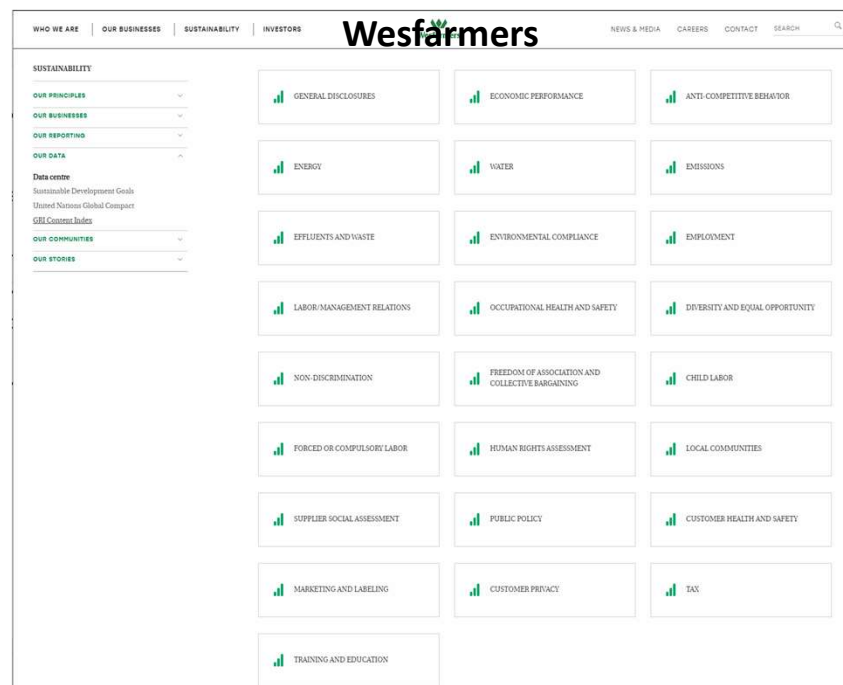 WHO WE ARE OUR BUSINESSES SUSTAINABILITY INVESTORS Wesfarmers NEWS & MEDIA CAREERS CONTACT SEARCH
SUSTAINABILITY
OUR PRINCIPLES
OUR BUSINESSES
OUR REPORTING
OUR DATA
Data centre
Sustainable Development Goals
United Nations Global Compact
GRI Content Index
OUR COMMUNITIES
OUR STORIES
GENERAL DISCLOSURES
ECONOMIC PERFORMANCE
ANTI-COMPETITIVE BEHAVIOR
ENERGY
WATER
EMISSIONS
EFFLUENTS AND WASTE
ENVIRONMENTAL COMPLIANCE
EMPLOYMENT
LABOR/MANAGEMENT RELATIONS
OCCUPATIONAL HEALTH AND SAFETY
DIVERSITY AND EQUAL OPPORTUNITY
NON-DISCRIMINATION
FREEDOM OF ASSOCIATION AND
COLLECTIVE BARGAINING
CHILD LABOR
FORCED OR COMPULSORY LABOR
HUMAN RIGHTS ASSESSMENT
LOCAL COMMUNITIES
SUPPLIER SOCIAL ASSESSMENT
PUBLIC POLICY
CUSTOMER HEALTH AND SAFETY
MARKETING AND LABELING
CUSTOMER PRIVACY
TAX
TRAINING AND EDUCATION